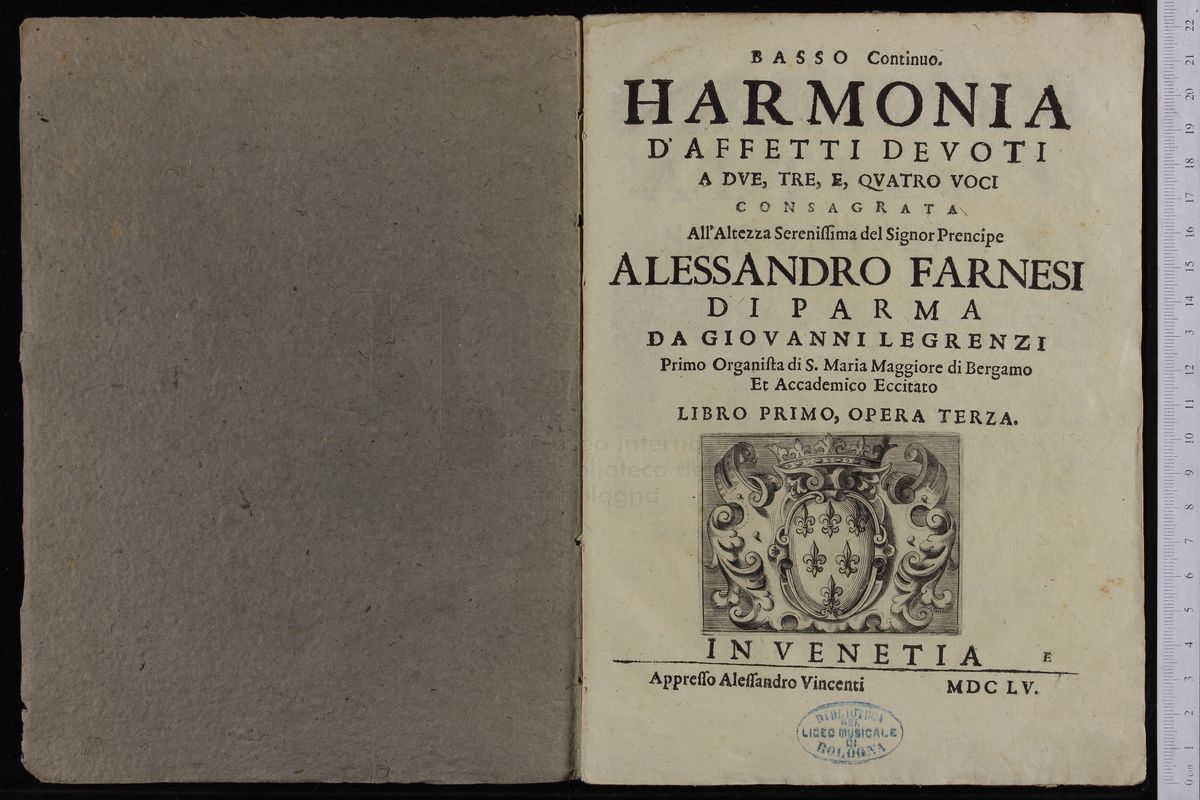 BASSO Continuo.
HARMONIA
D'AFFETTI DEVOTI
A DVE, TRE, E, QVATRO VOCI
CONSAGRATA
All'Altezza Sereniſſima del Signor Prencipe
ALESSANDRO FARNESI
DI PARMA
DA GIOVANNI LEGRENZI
Primo Organiſta di S. Maria Maggiore di Bergamo
Et Accademico Eccitato
LIBRO PRIMO, OPERA TERZA.
IN VENETIA
E
Appreſſo Aleſſandro Vincenti
MDC LV.
BIBLIOTECA
DEL
LICEO MUSICALE
DI
BOLOGNA